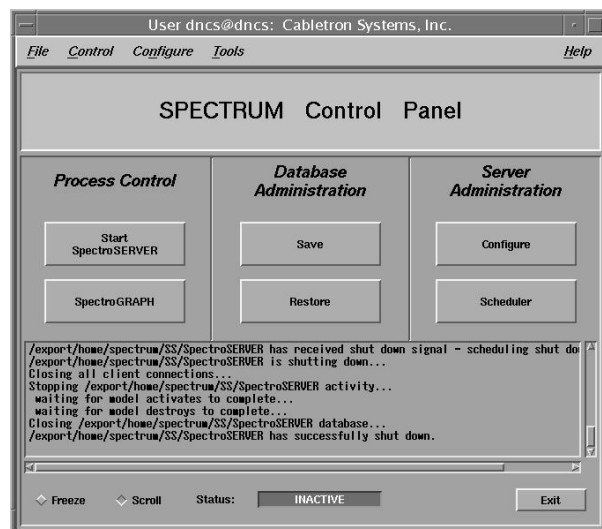 User dncs@dncs: Cabletron Systems, Inc.
File Control Configure Tools Help
SPECTRUM Control Panel
Process Control
Start
SpectroSERVER
SpectroGRAPH
Database
Administration
Save
Restore
Server
Administration
Configure
Scheduler
/export/home/spectrum/SS/SpectroSERVER has received shut down signal - scheduling shut do
/export/home/spectrum/SS/SpectroSERVER is shutting down...
Closing all client connections...
Stopping /export/home/spectrum/SS/SpectroSERVER activity...
waiting for model activates to complete...
waiting for model destroys to complete...
Closing /export/home/spectrum/SS/SpectroSERVER database...
/export/home/spectrum/SS/SpectroSERVER has successfully shut down.
Freeze Scroll Status: INACTIVE Exit